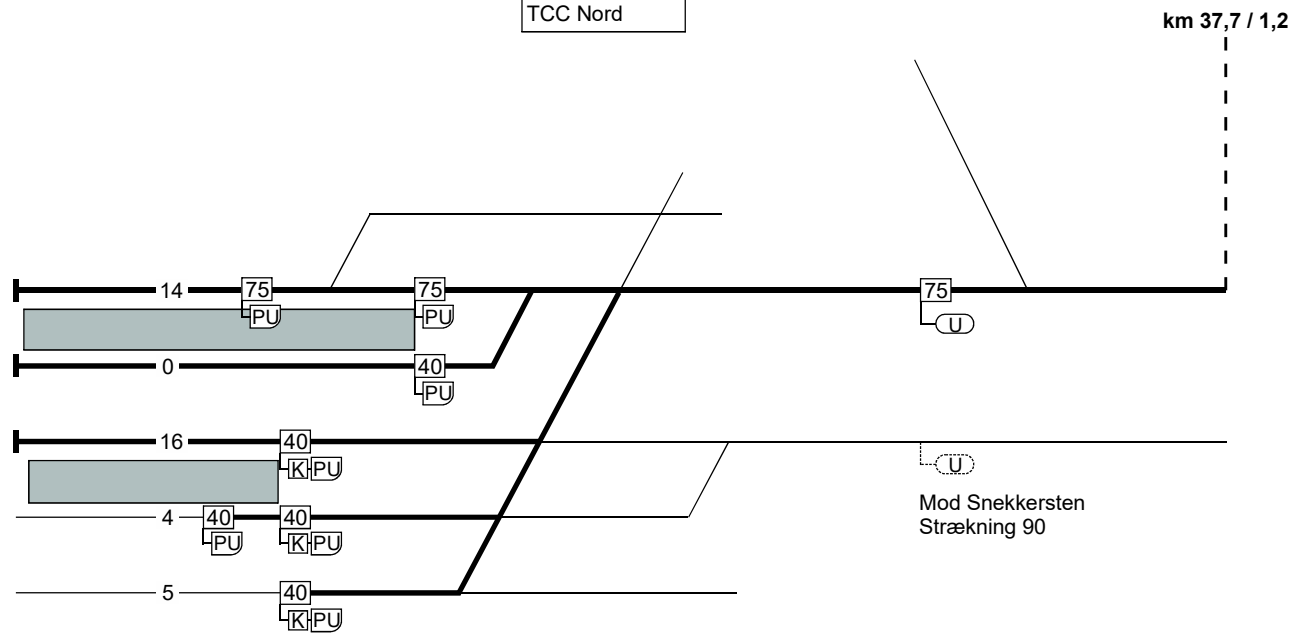 TCC Nord
km 37,7 / 1,2
14
75
75
75
PU
PU
U
0
40
PU
16
40
K
PU
U
Mod Snekkersten
Strækning 90
4
40
40
PU
K
PU
5
40
K
PU